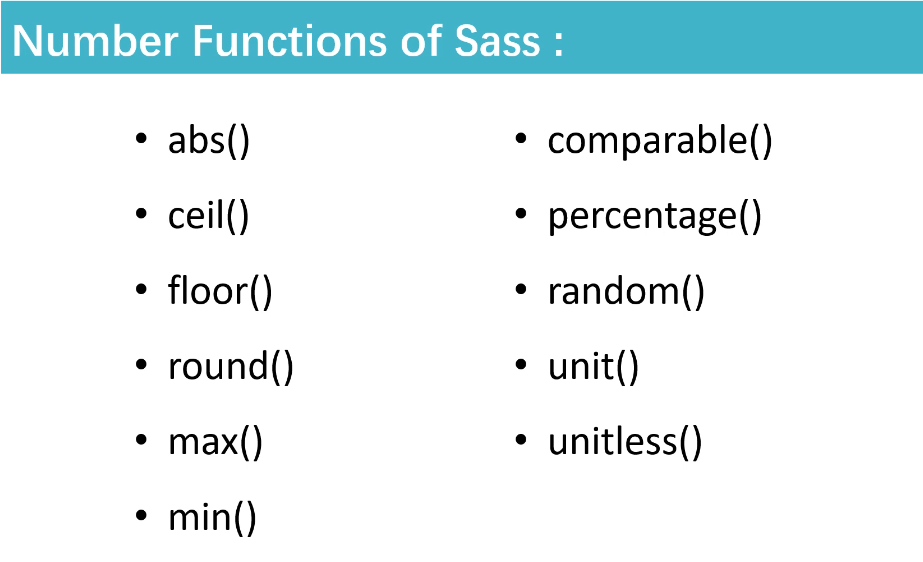 Number Functions of Sass :
• abs()
• ceil()
• floor()
• round()
• max()
• min()
• comparable()
• percentage()
• random()
• unit()
• unitless()